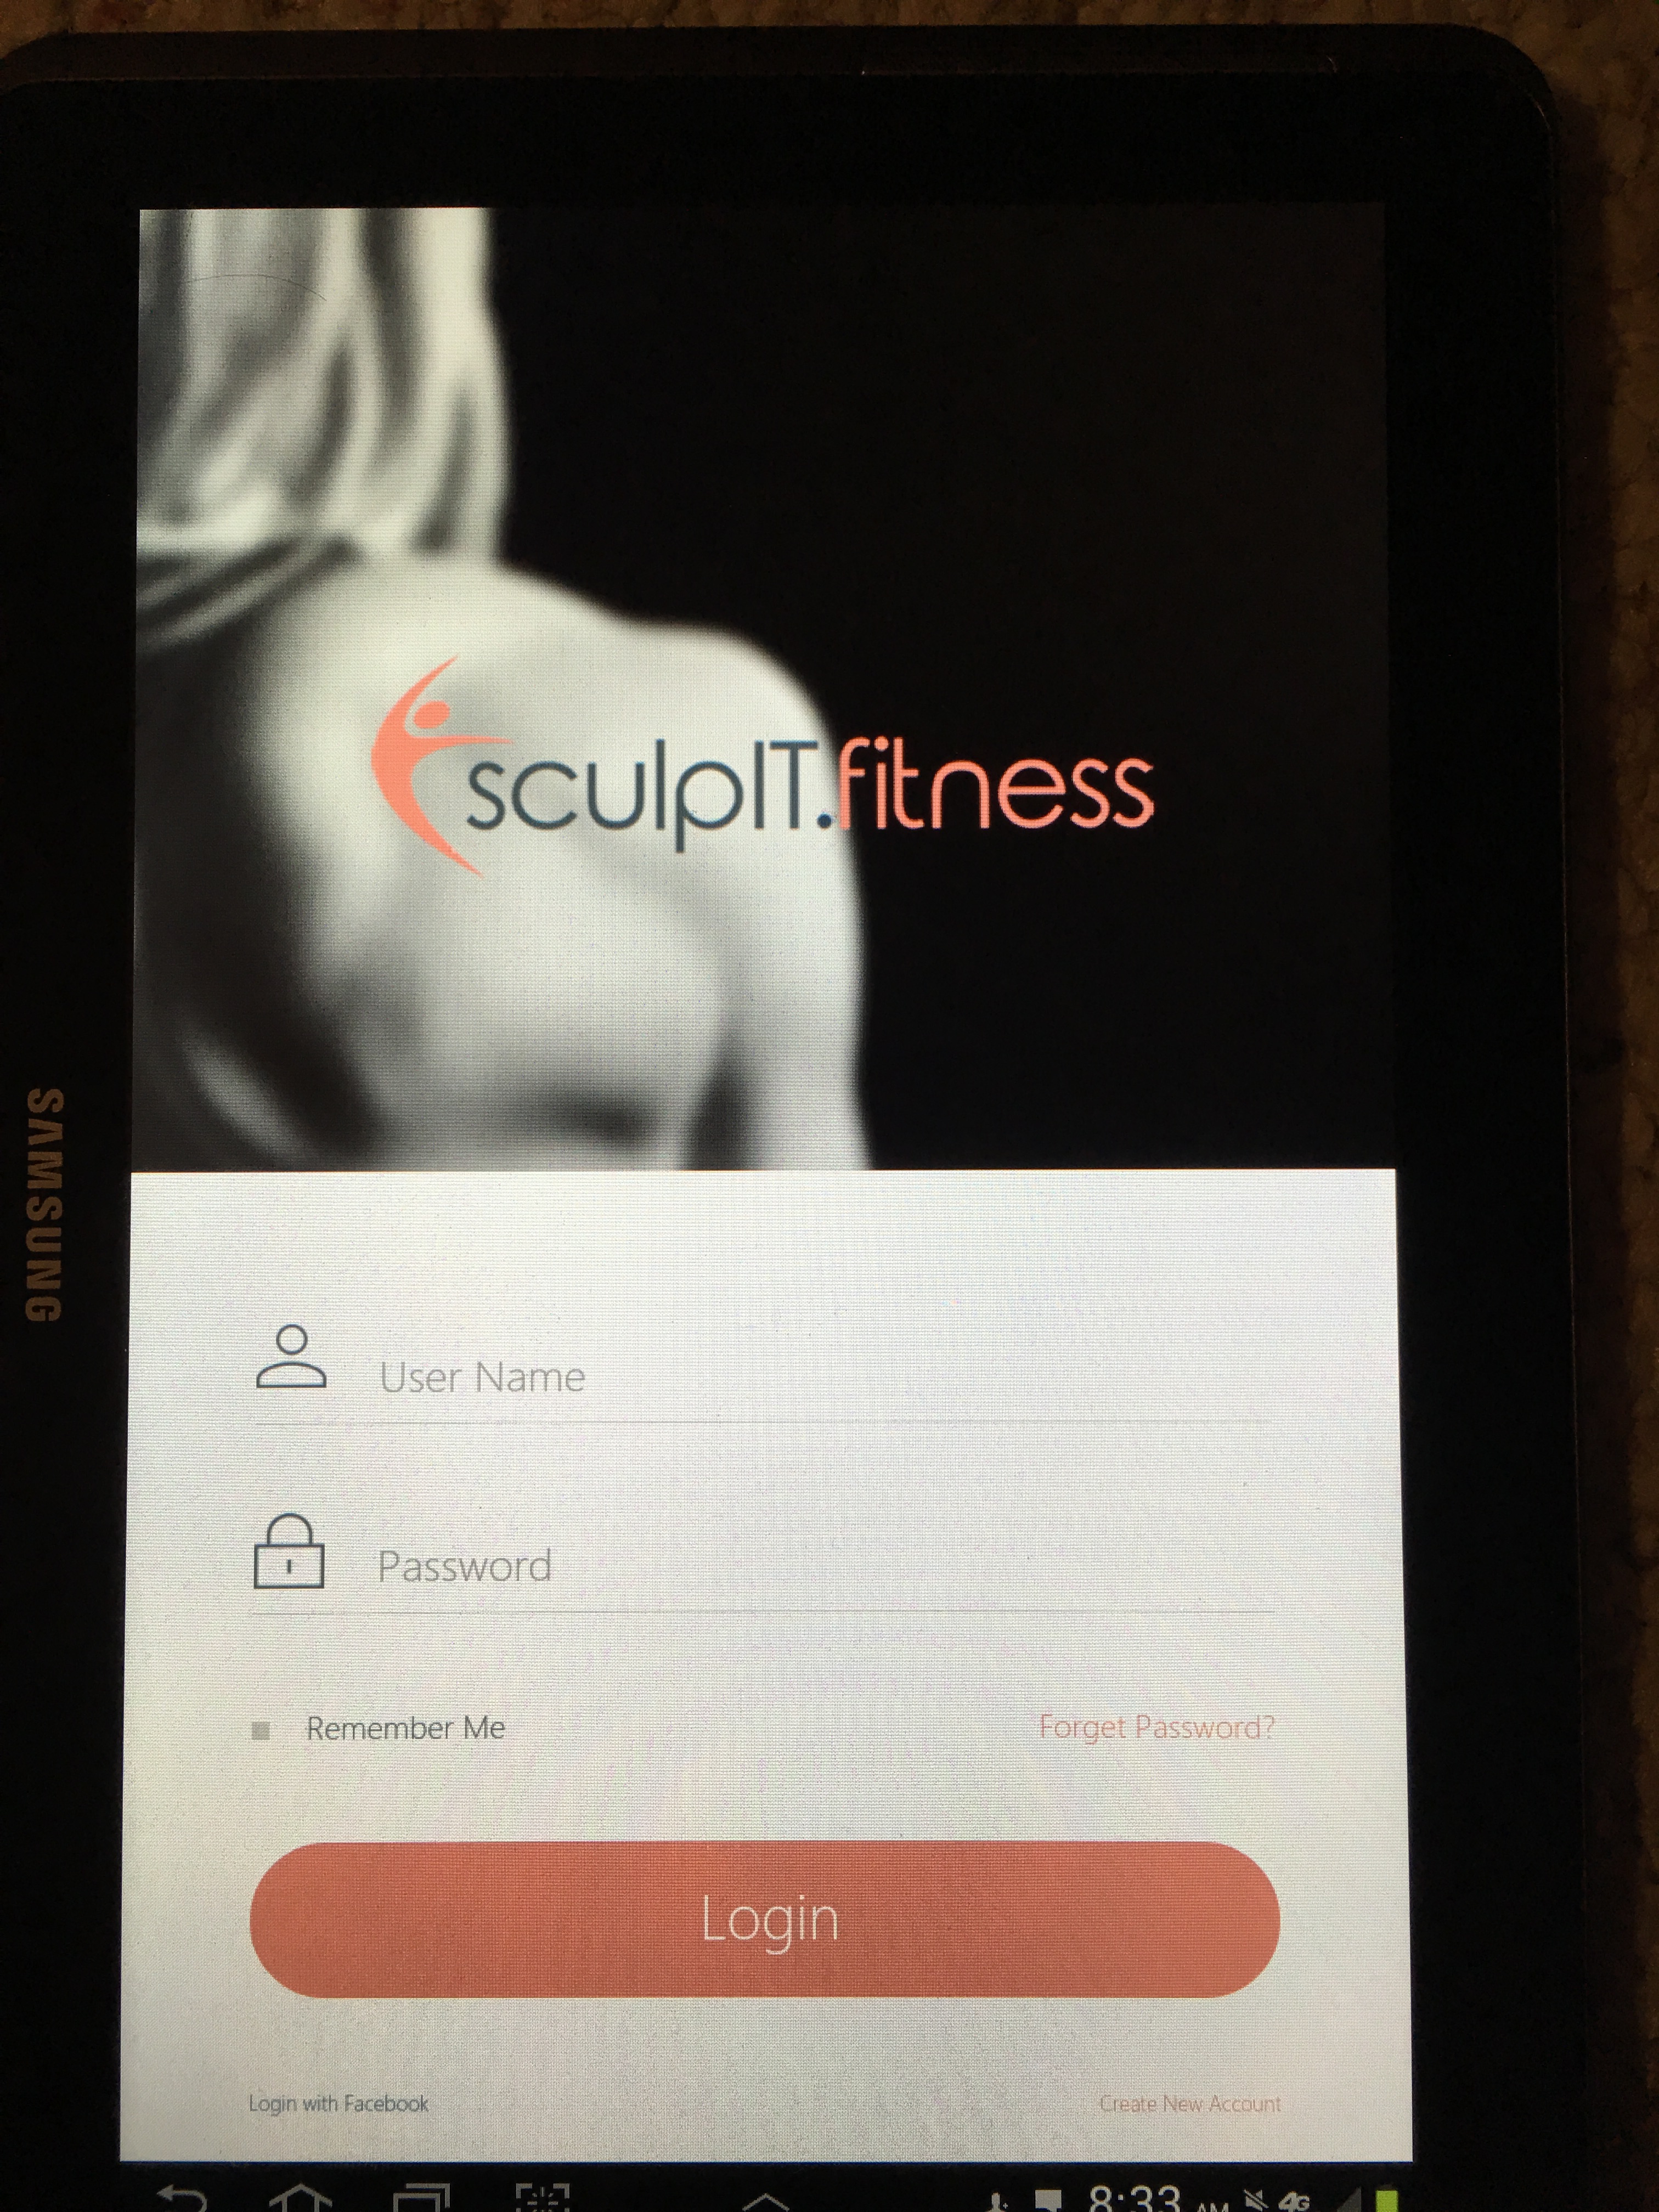 sculpIT.fitness
SAMSUNG
User Name
Password
Remember Me
Forget Password?
Login
Login with Facebook
Create New Account
8:33 AM 4G